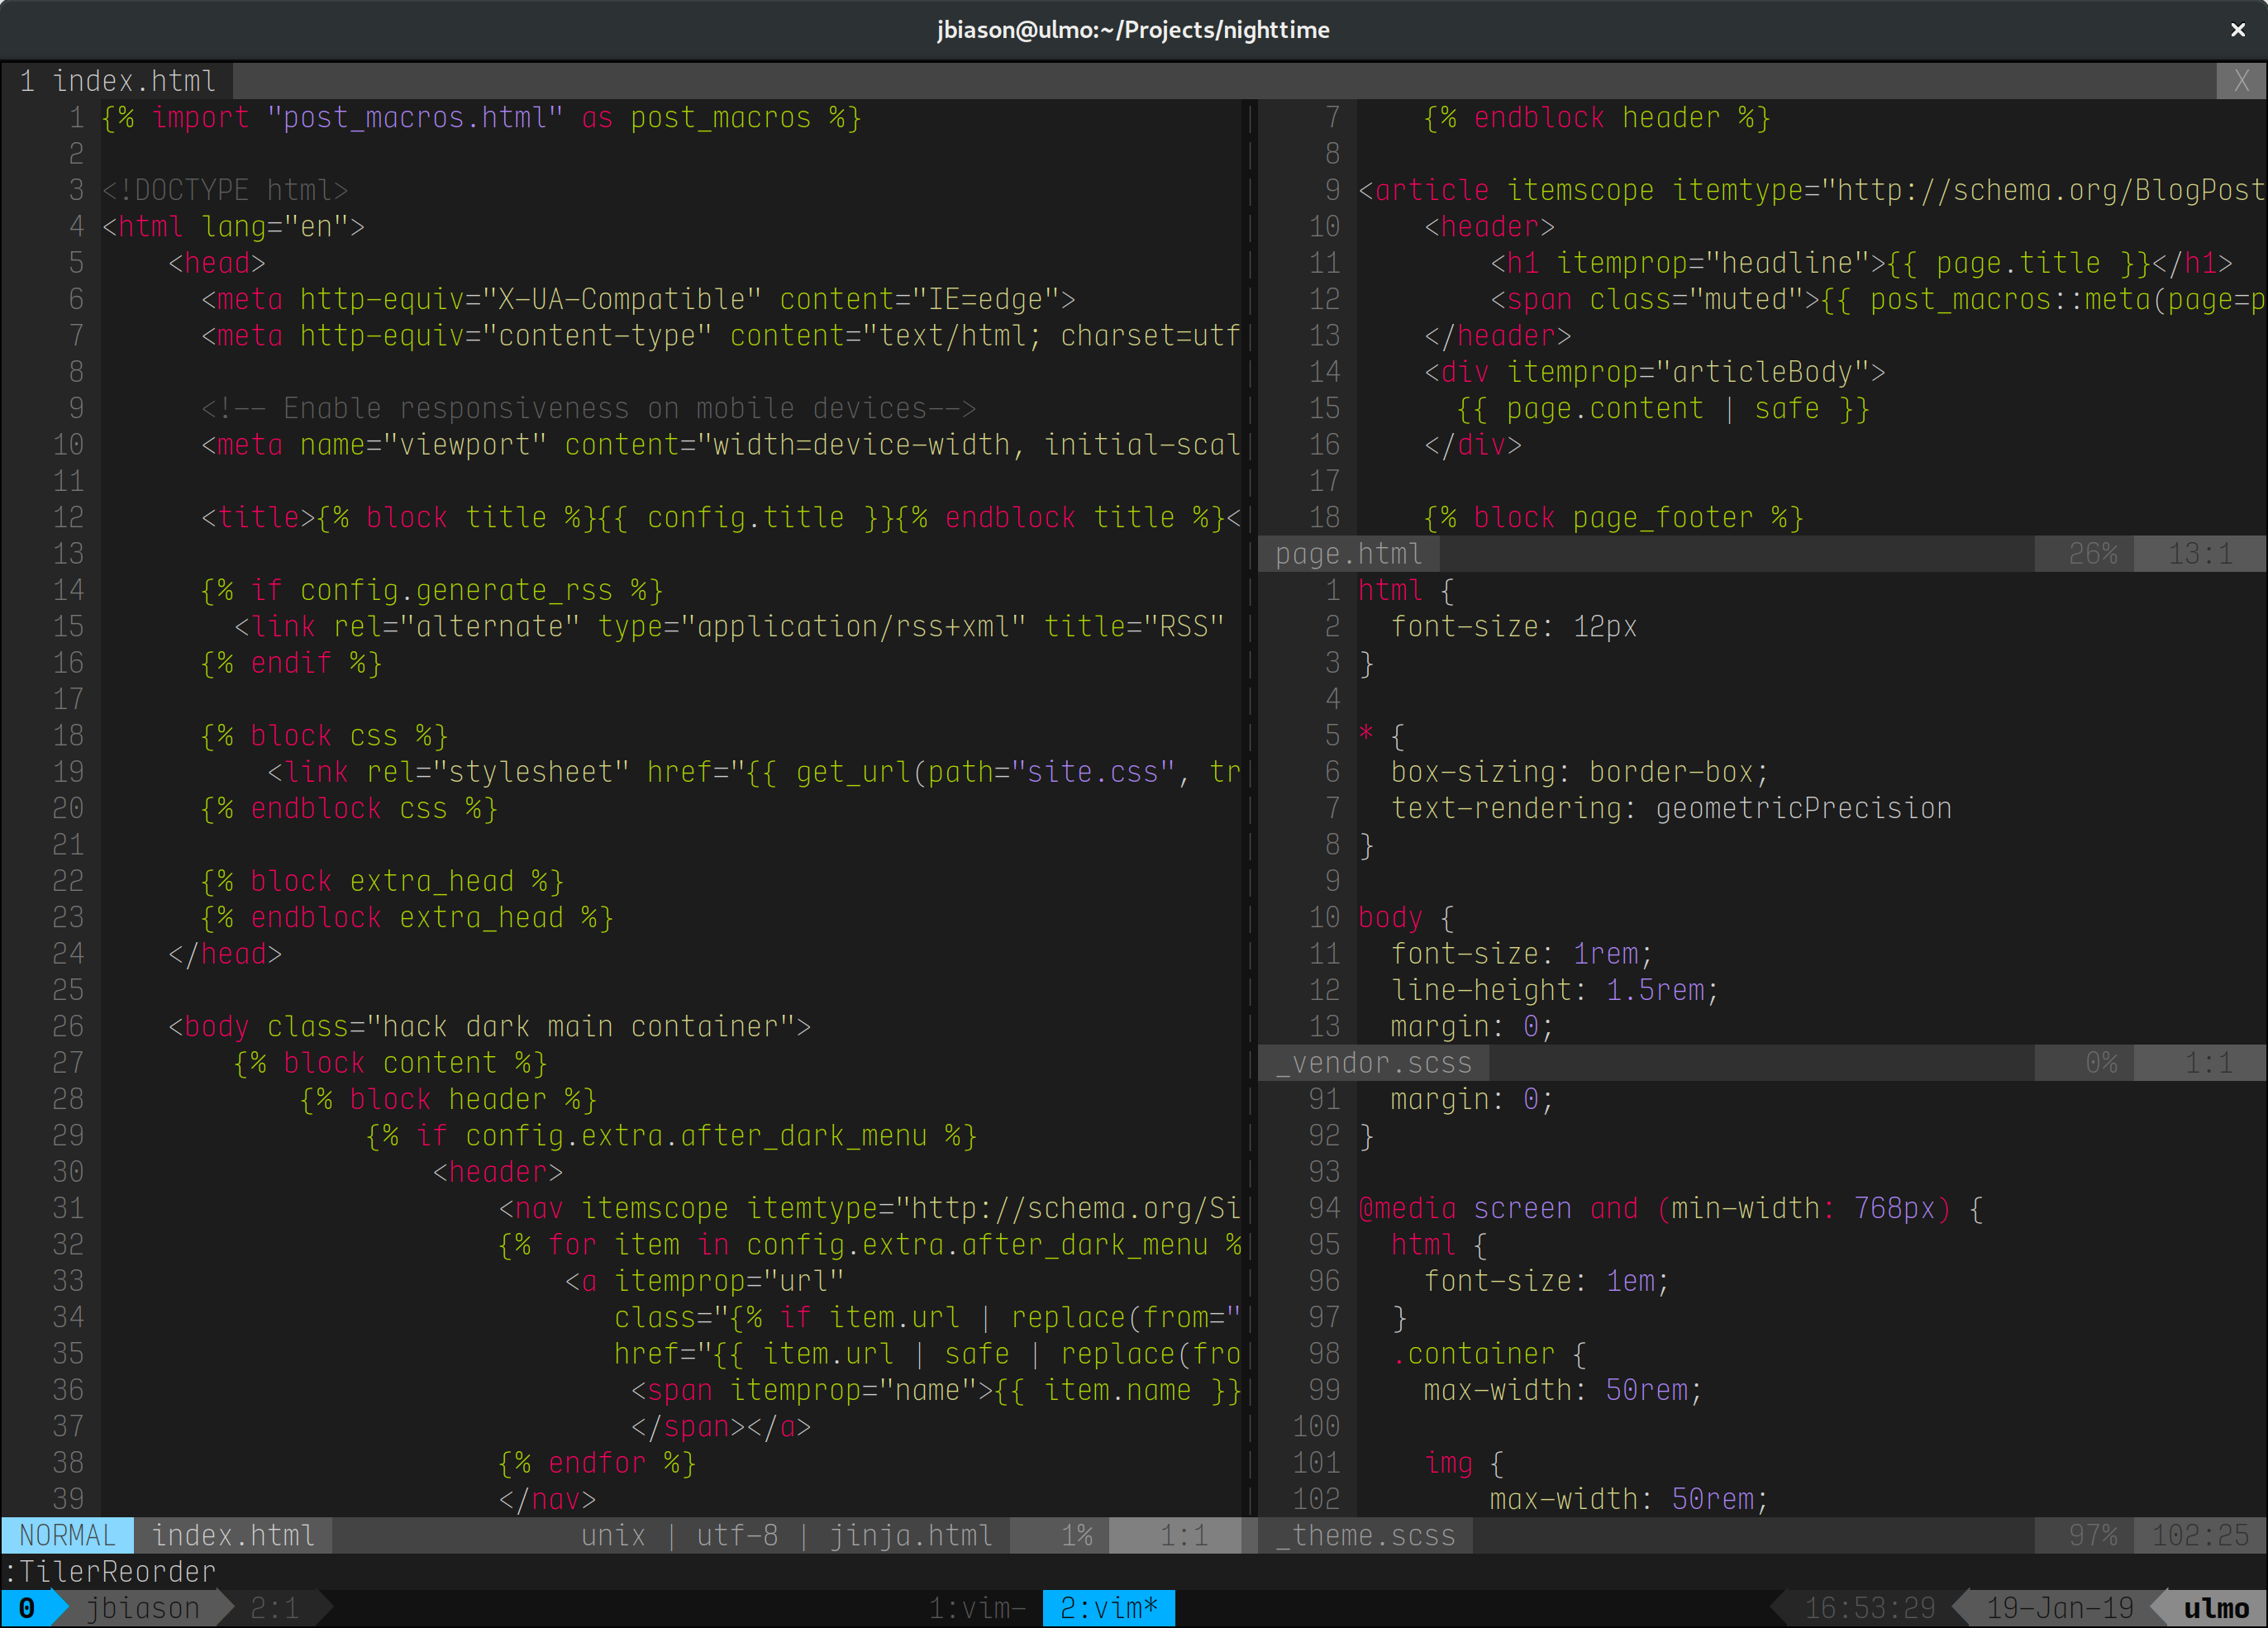 jbiason@ulmo:~/Projects/nighttime ×
1 index.html X
1 {% import "post_macros.html" as post_macros %}
2
3 <!DOCTYPE html>
4 <html lang="en">
5     <head>
6       <meta http-equiv="X-UA-Compatible" content="IE=edge">
7       <meta http-equiv="content-type" content="text/html; charset=utf
8
9       <!-- Enable responsiveness on mobile devices-->
10       <meta name="viewport" content="width=device-width, initial-scal
11
12       <title>{% block title %}{{ config.title }}{% endblock title %}<
13
14       {% if config.generate_rss %}
15         <link rel="alternate" type="application/rss+xml" title="RSS"
16       {% endif %}
17
18       {% block css %}
19           <link rel="stylesheet" href="{{ get_url(path="site.css", tr
20       {% endblock css %}
21
22       {% block extra_head %}
23       {% endblock extra_head %}
24     </head>
25
26     <body class="hack dark main container">
27         {% block content %}
28             {% block header %}
29                 {% if config.extra.after_dark_menu %}
30                     <header>
31                         <nav itemscope itemtype="http://schema.org/Si
32                         {% for item in config.extra.after_dark_menu %
33                             <a itemprop="url"
34                                class="{% if item.url | replace(from="
35                                href="{{ item.url | safe | replace(fro
36                                 <span itemprop="name">{{ item.name }}
37                                 </span></a>
38                         {% endfor %}
39                         </nav>
NORMAL index.html unix | utf-8 | jinja.html 1% 1:1
7     {% endblock header %}
8
9 <article itemscope itemtype="http://schema.org/BlogPost
10     <header>
11         <h1 itemprop="headline">{{ page.title }}</h1>
12         <span class="muted">{{ post_macros::meta(page=p
13     </header>
14     <div itemprop="articleBody">
15       {{ page.content | safe }}
16     </div>
17
18     {% block page_footer %}
page.html 26% 13:1
1 html {
2   font-size: 12px
3 }
4
5 * {
6   box-sizing: border-box;
7   text-rendering: geometricPrecision
8 }
9
10 body {
11   font-size: 1rem;
12   line-height: 1.5rem;
13   margin: 0;
_vendor.scss 0% 1:1
91   margin: 0;
92 }
93
94 @media screen and (min-width: 768px) {
95   html {
96     font-size: 1em;
97   }
98   .container {
99     max-width: 50rem;
100
101     img {
102         max-width: 50rem;
_theme.scss 97% 102:25
:TilerReorder
0 jbiason 2:1 1:vim- 2:vim* 16:53:29 19-Jan-19 ulmo